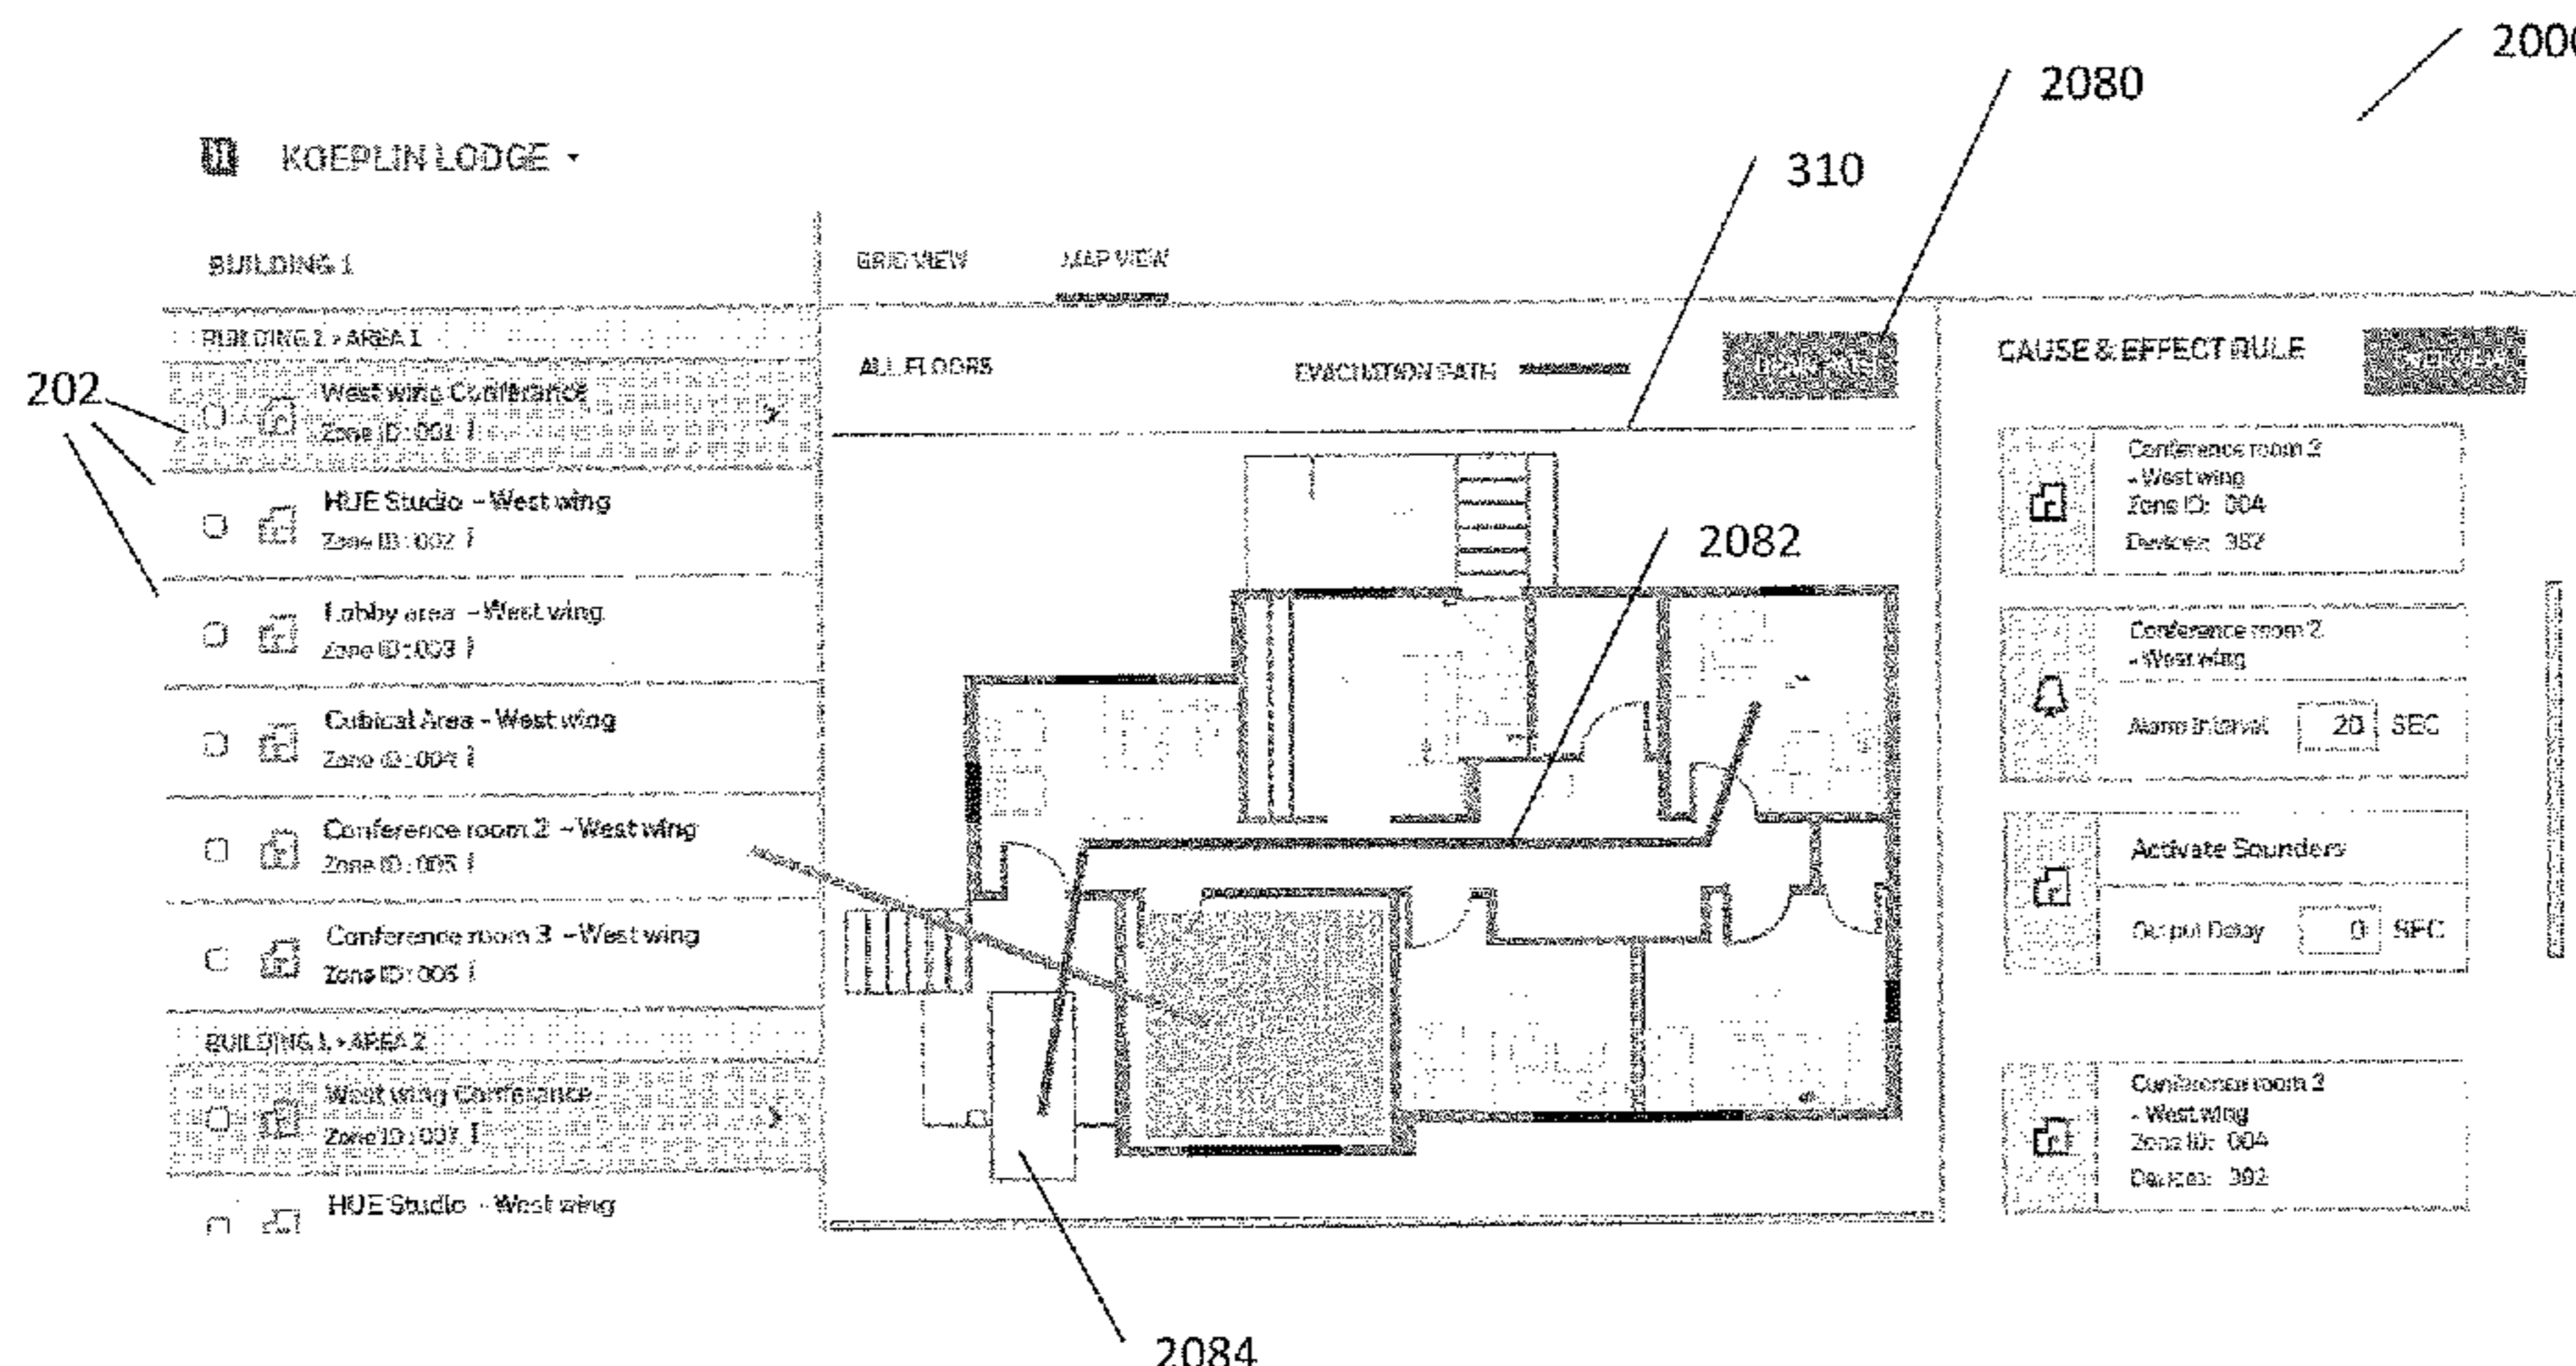 2000
2080
310
KOEPLIN LODGE
BUILDING 1
GRID VIEW
MAP VIEW
BUILDING 1 > AREA 1
202
West wing Conferance
Zone ID : 001
HUE Studio - West wing
Zone ID : 002
Lobby area - West wing
Zone ID : 003
Cubical Area - West wing
Zone ID : 004
Conference room 2 - West wing
Zone ID : 005
Conference room 3 - West wing
Zone ID : 006
BUILDING 1 > AREA 2
West wing Conferance
Zone ID : 007
HUE Studio - West wing
ALL FLOORS
EVACUATION PATH
2082
2084
CAUSE & EFFECT RULE
Conference room 2
- West wing
Zone ID: 004
Devices: 392
Conference room 2
- West wing
Alarm Interval
20 SEC
Activate Sounders
Output Delay
0 SEC
Conference room 2
- West wing
Zone ID: 004
Devices: 392